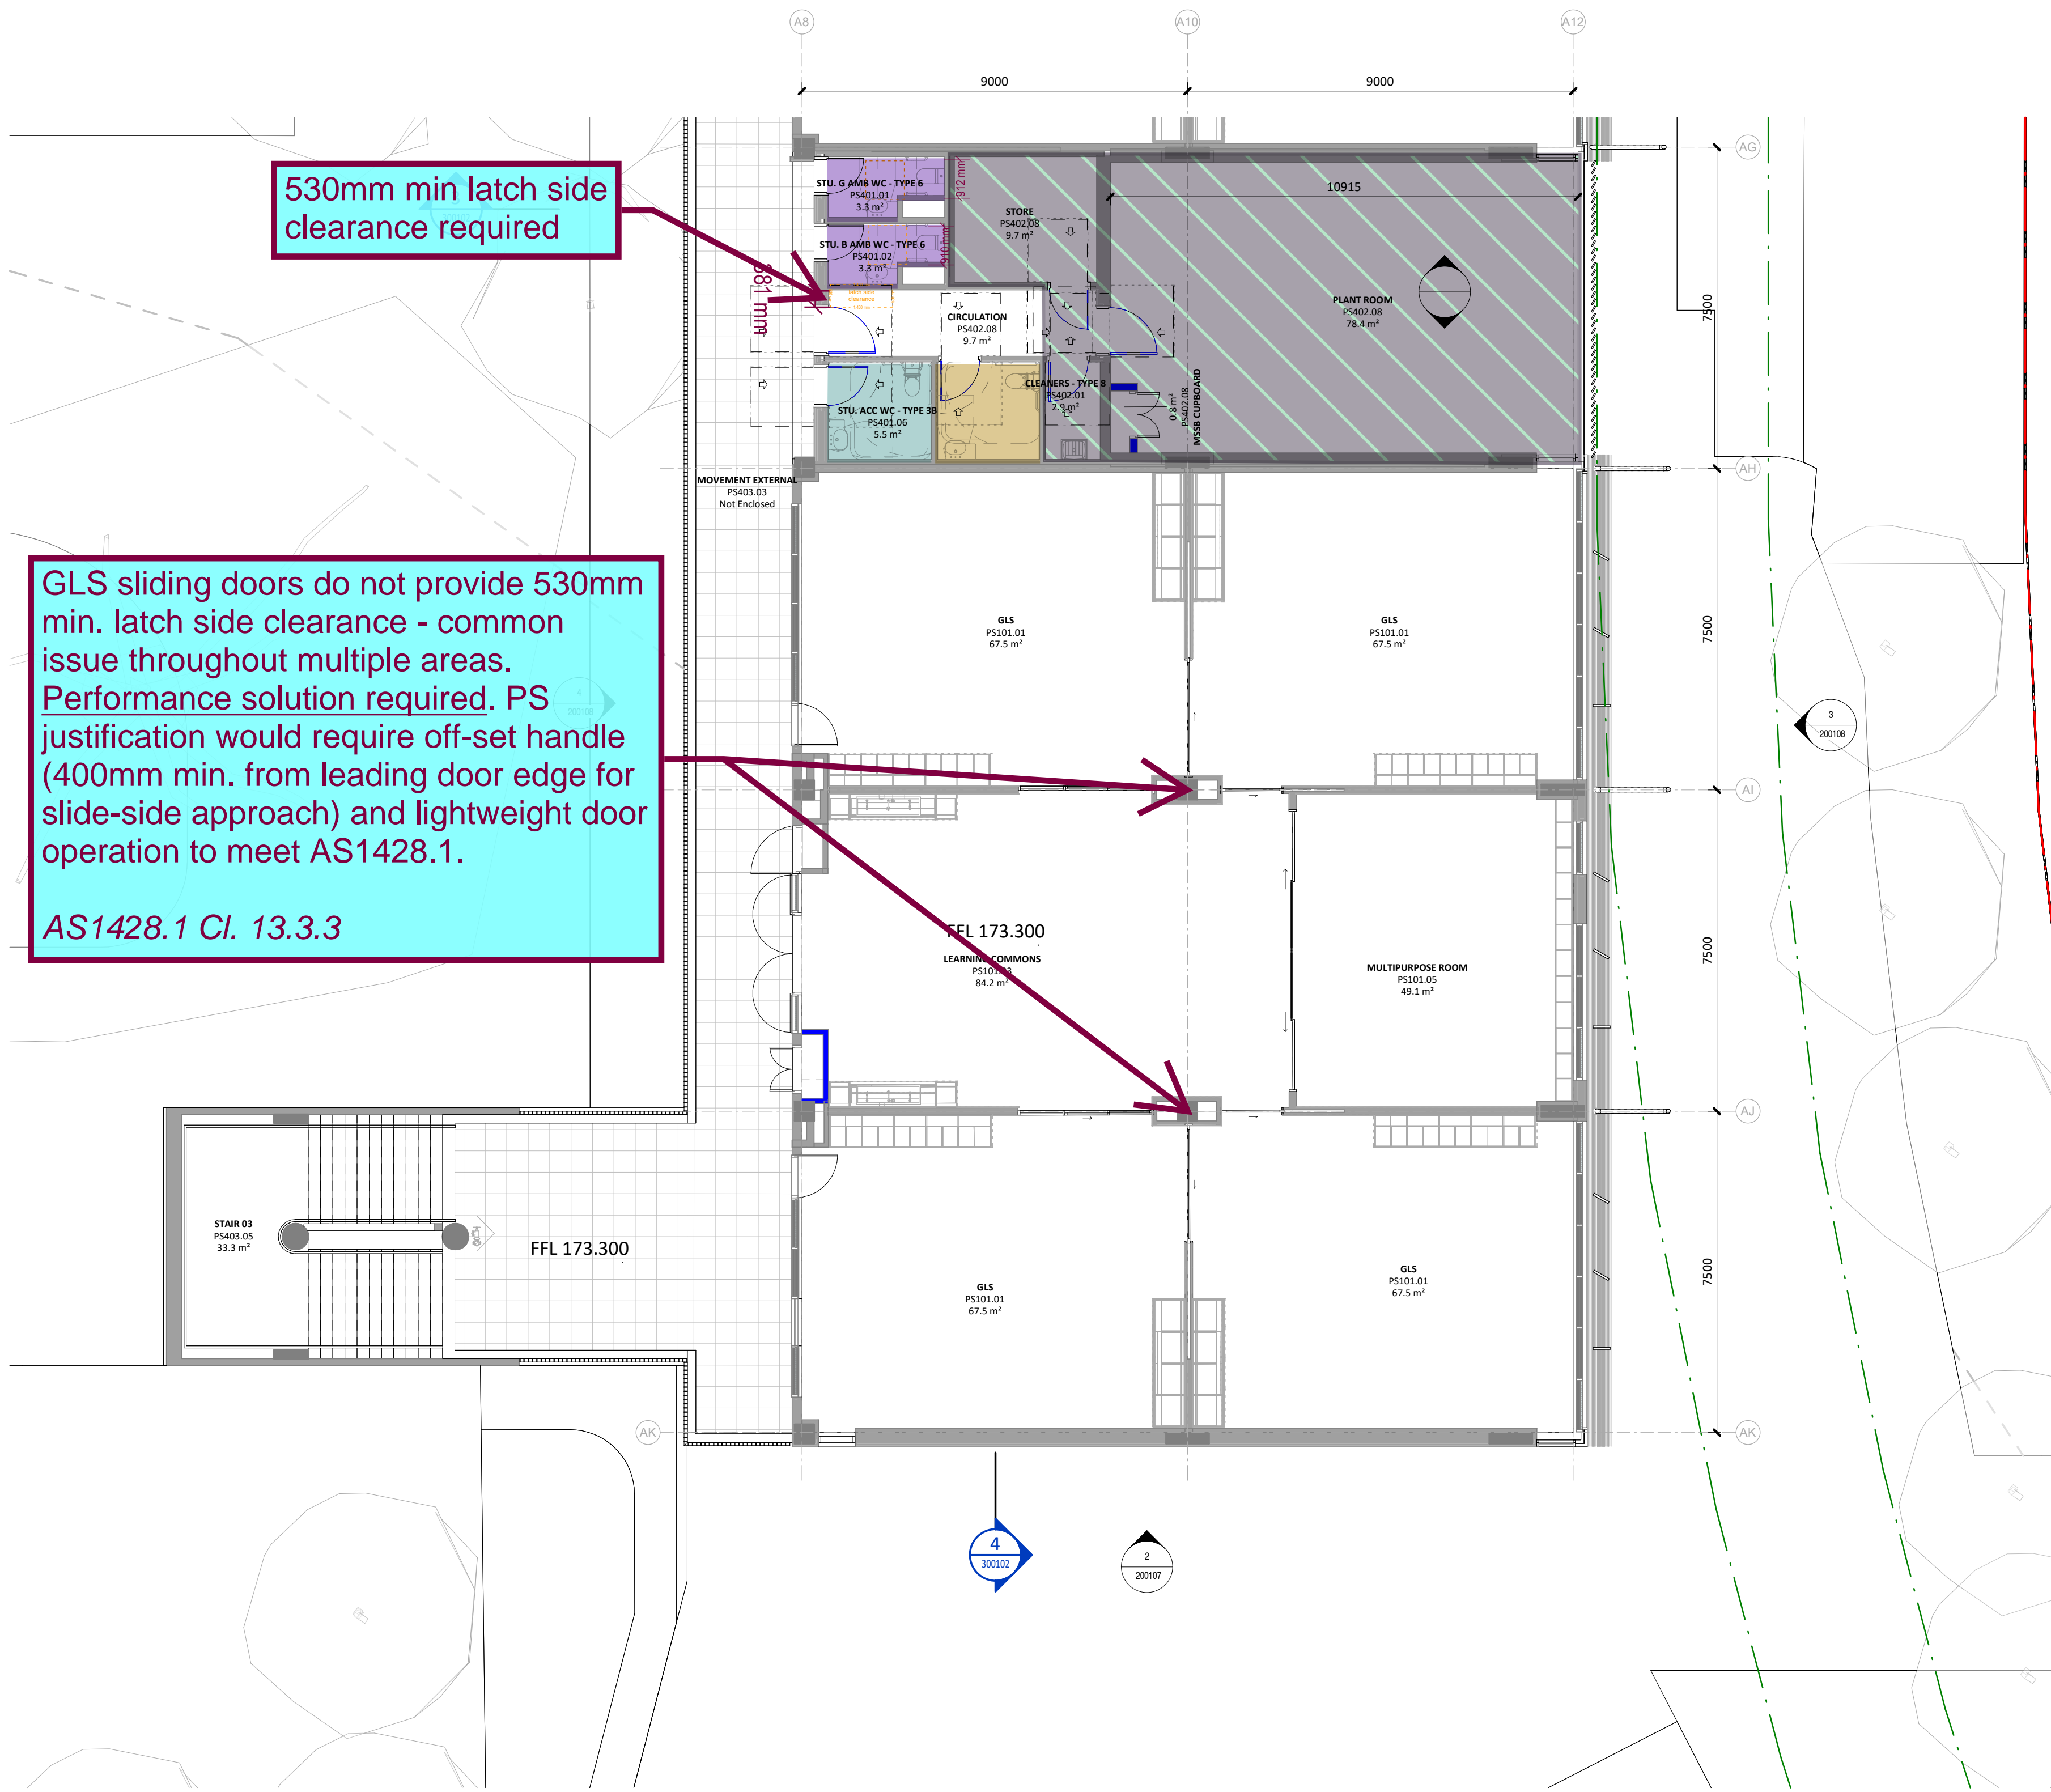 A8
A10
A12
9000
9000
AG
530mm min latch side
clearance required
STU. G AMB WC - TYPE 6
PS401.01
3.3 m²
912 mm
STORE
PS402.08
9.7 m²
10915
STU. B AMB WC - TYPE 6
PS401.02
3.3 m²
910 mm
381 mm
latch side
clearance
CIRCULATION
PS402.08
9.7 m²
PLANT ROOM
PS402.08
78.4 m²
7500
CLEANERS - TYPE 8
PS402.01
2.9 m²
MSSB CUPBOARD
PS402.08
0.8 m²
STU. ACC WC - TYPE 3B
PS401.06
5.5 m²
AH
MOVEMENT EXTERNAL
PS403.03
Not Enclosed
GLS sliding doors do not provide 530mm
min. latch side clearance - common
issue throughout multiple areas.
Performance solution required. PS
justification would require off-set handle
(400mm min. from leading door edge for
slide-side approach) and lightweight door
operation to meet AS1428.1.
AS1428.1 Cl. 13.3.3
4
200108
GLS
PS101.01
67.5 m²
GLS
PS101.01
67.5 m²
7500
3
200108
AI
FFL 173.300
LEARNING COMMONS
84.2 m²
MULTIPURPOSE ROOM
PS101.05
49.1 m²
7500
AJ
STAIR 03
PS403.05
33.3 m²
FFL 173.300
GLS
PS101.01
67.5 m²
GLS
PS101.01
67.5 m²
7500
AK
AK
4
300102
2
200107